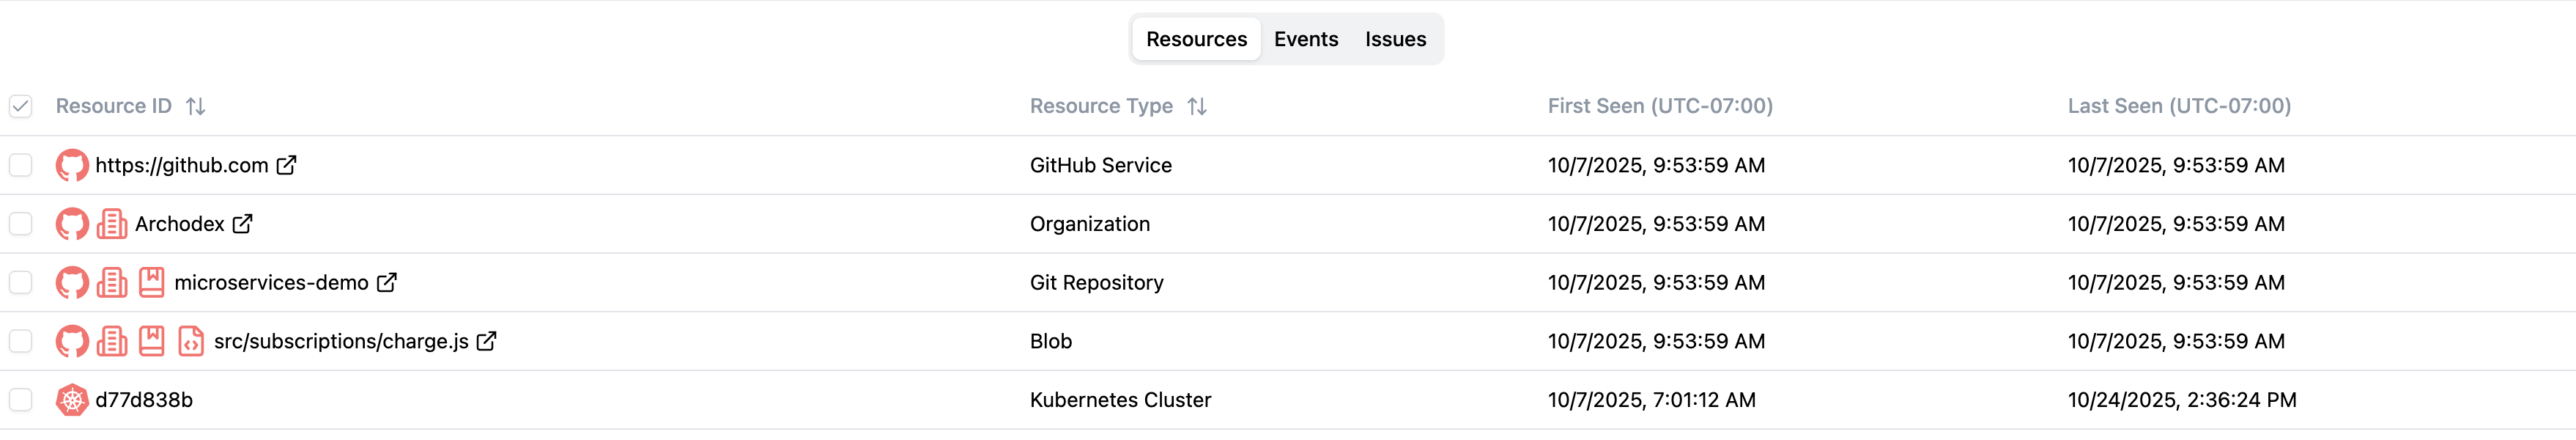 Resources Events Issues
Resource ID Resource Type First Seen (UTC-07:00) Last Seen (UTC-07:00)
https://github.com GitHub Service 10/7/2025, 9:53:59 AM 10/7/2025, 9:53:59 AM
Archodex Organization 10/7/2025, 9:53:59 AM 10/7/2025, 9:53:59 AM
microservices-demo Git Repository 10/7/2025, 9:53:59 AM 10/7/2025, 9:53:59 AM
src/subscriptions/charge.js Blob 10/7/2025, 9:53:59 AM 10/7/2025, 9:53:59 AM
d77d838b Kubernetes Cluster 10/7/2025, 7:01:12 AM 10/24/2025, 2:36:24 PM